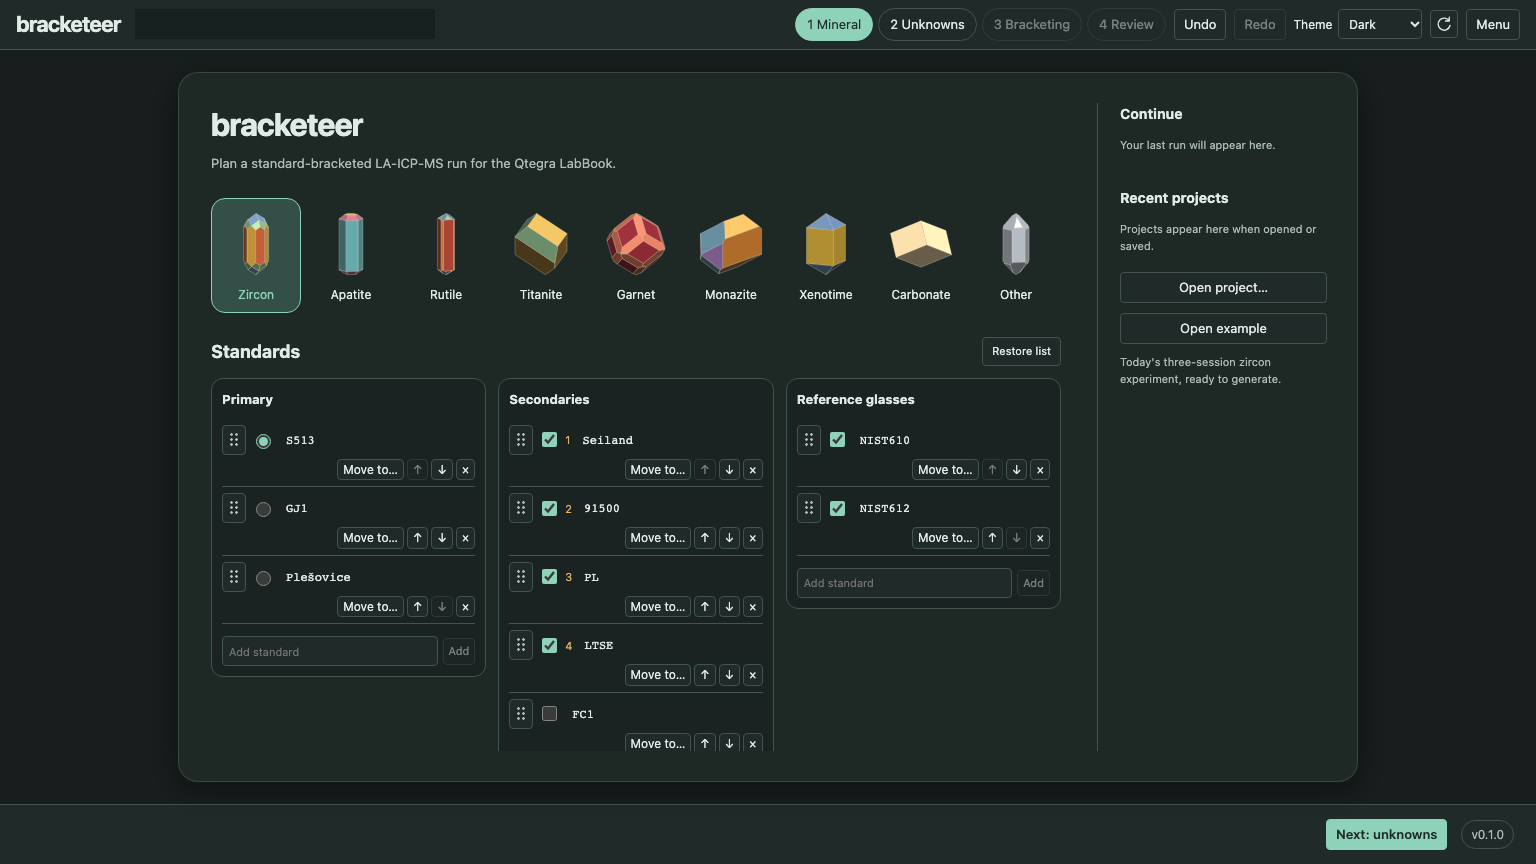 bracketeer
1 Mineral
2 Unknowns
3 Bracketing
4 Review
Undo
Redo
Theme
Dark
Menu
bracketeer
Plan a standard-bracketed LA-ICP-MS run for the Qtegra LabBook.
Zircon
Apatite
Rutile
Titanite
Garnet
Monazite
Xenotime
Carbonate
Other
Standards
Restore list
Primary
S513
Move to... ↑ ↓ ×
GJ1
Move to... ↑ ↓ ×
Plešovice
Move to... ↑ ↓ ×
Add standard
Add
Secondaries
1 Seiland
Move to... ↑ ↓ ×
2 91500
Move to... ↑ ↓ ×
3 PL
Move to... ↑ ↓ ×
4 LTSE
Move to... ↑ ↓ ×
FC1
Move to... ↑ ↓ ×
Reference glasses
NIST610
Move to... ↑ ↓ ×
NIST612
Move to... ↑ ↓ ×
Add standard
Add
Continue
Your last run will appear here.
Recent projects
Projects appear here when opened or
saved.
Open project...
Open example
Today's three-session zircon
experiment, ready to generate.
Next: unknowns
v0.1.0